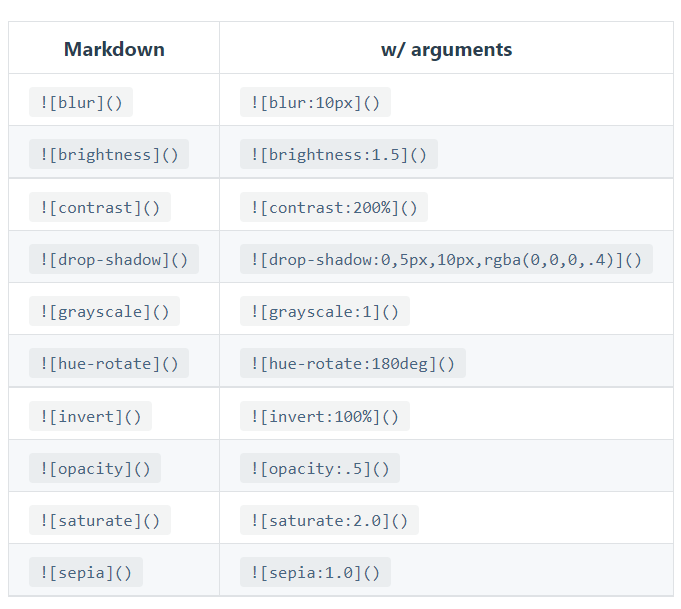 Markdown w/ arguments
![blur]() ![blur:10px]()
![brightness]() ![brightness:1.5]()
![contrast]() ![contrast:200%]()
![drop-shadow]() ![drop-shadow:0,5px,10px,rgba(0,0,0,.4)]()
![grayscale]() ![grayscale:1]()
![hue-rotate]() ![hue-rotate:180deg]()
![invert]() ![invert:100%]()
![opacity]() ![opacity:.5]()
![saturate]() ![saturate:2.0]()
![sepia]() ![sepia:1.0]()